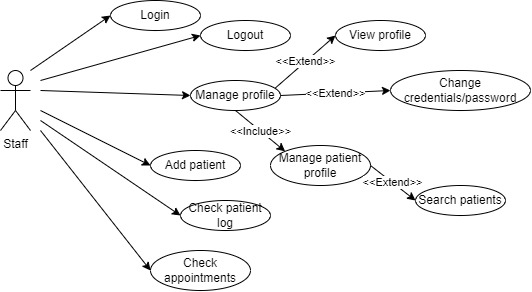 Login
Logout
View profile
<<Extend>>
Manage profile
<<Extend>>
Change
credentials/password
<<Include>>
Staff
Add patient
Manage patient
profile
<<Extend>>
Search patients
Check patient
log
Check
appointments